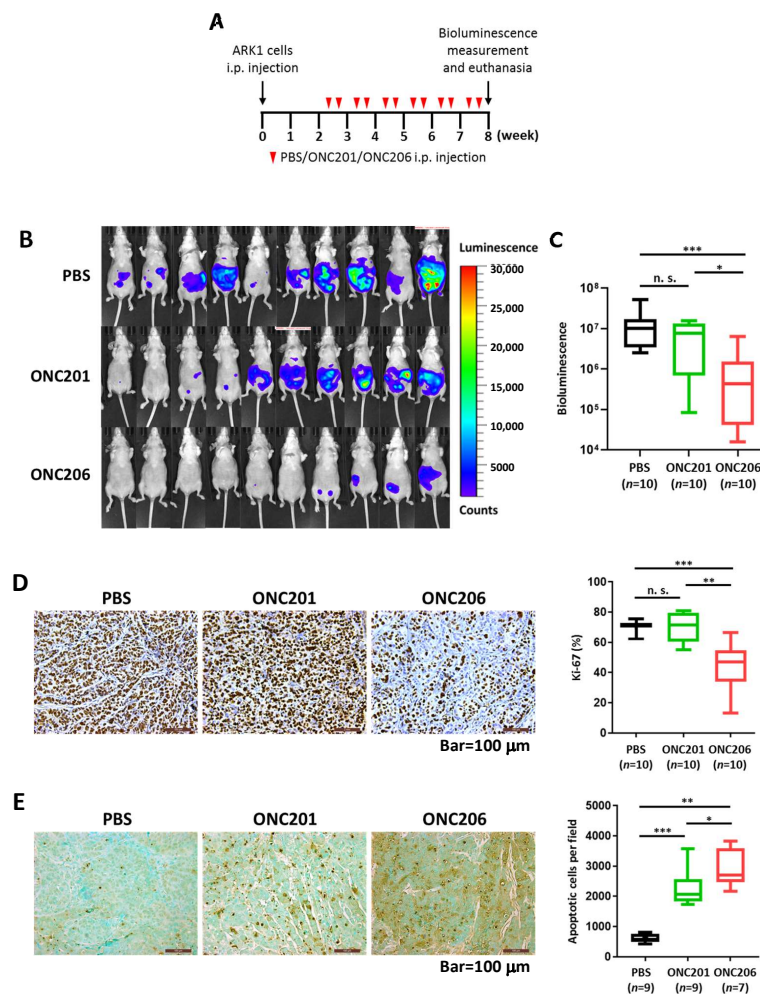 A
ARK1 cells
i.p. injection
Bioluminescence
measurement
and euthanasia
0 1 2 3 4 5 6 7 8 (week)
PBS/ONC201/ONC206 i.p. injection
B
PBS
ONC201
ONC206
Luminescence
30,000
25,000
20,000
15,000
10,000
5000
Counts
C
***
n. s.
*
Bioluminescence
10⁸
10⁷
10⁶
10⁵
10⁴
PBS ONC201 ONC206
(n=10) (n=10) (n=10)
D
PBS ONC201 ONC206
Bar=100 μm
***
n. s.
**
Ki-67 (%)
100
80
60
40
20
0
PBS ONC201 ONC206
(n=10) (n=10) (n=10)
E
PBS ONC201 ONC206
Bar=100 μm
**
***
*
Apoptotic cells per field
5000
4000
3000
2000
1000
0
PBS ONC201 ONC206
(n=9) (n=9) (n=7)